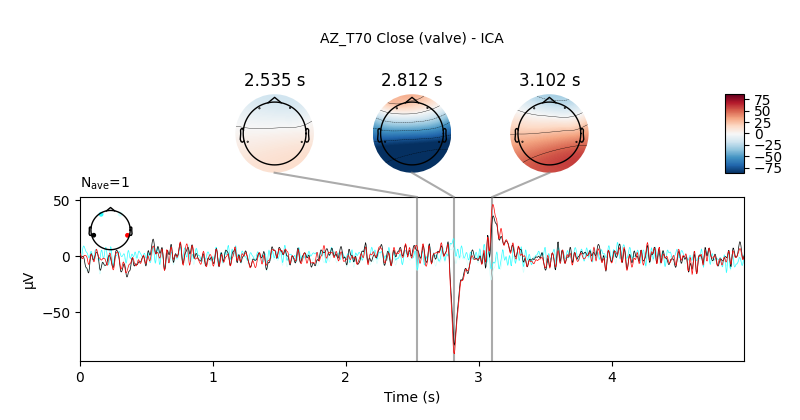 AZ_T70 Close (valve) - ICA
2.535 s 2.812 s 3.102 s
75
50
25
0
−25
−50
−75
Nave=1
50
0
−50
µV
0 1 2 3 4
Time (s)